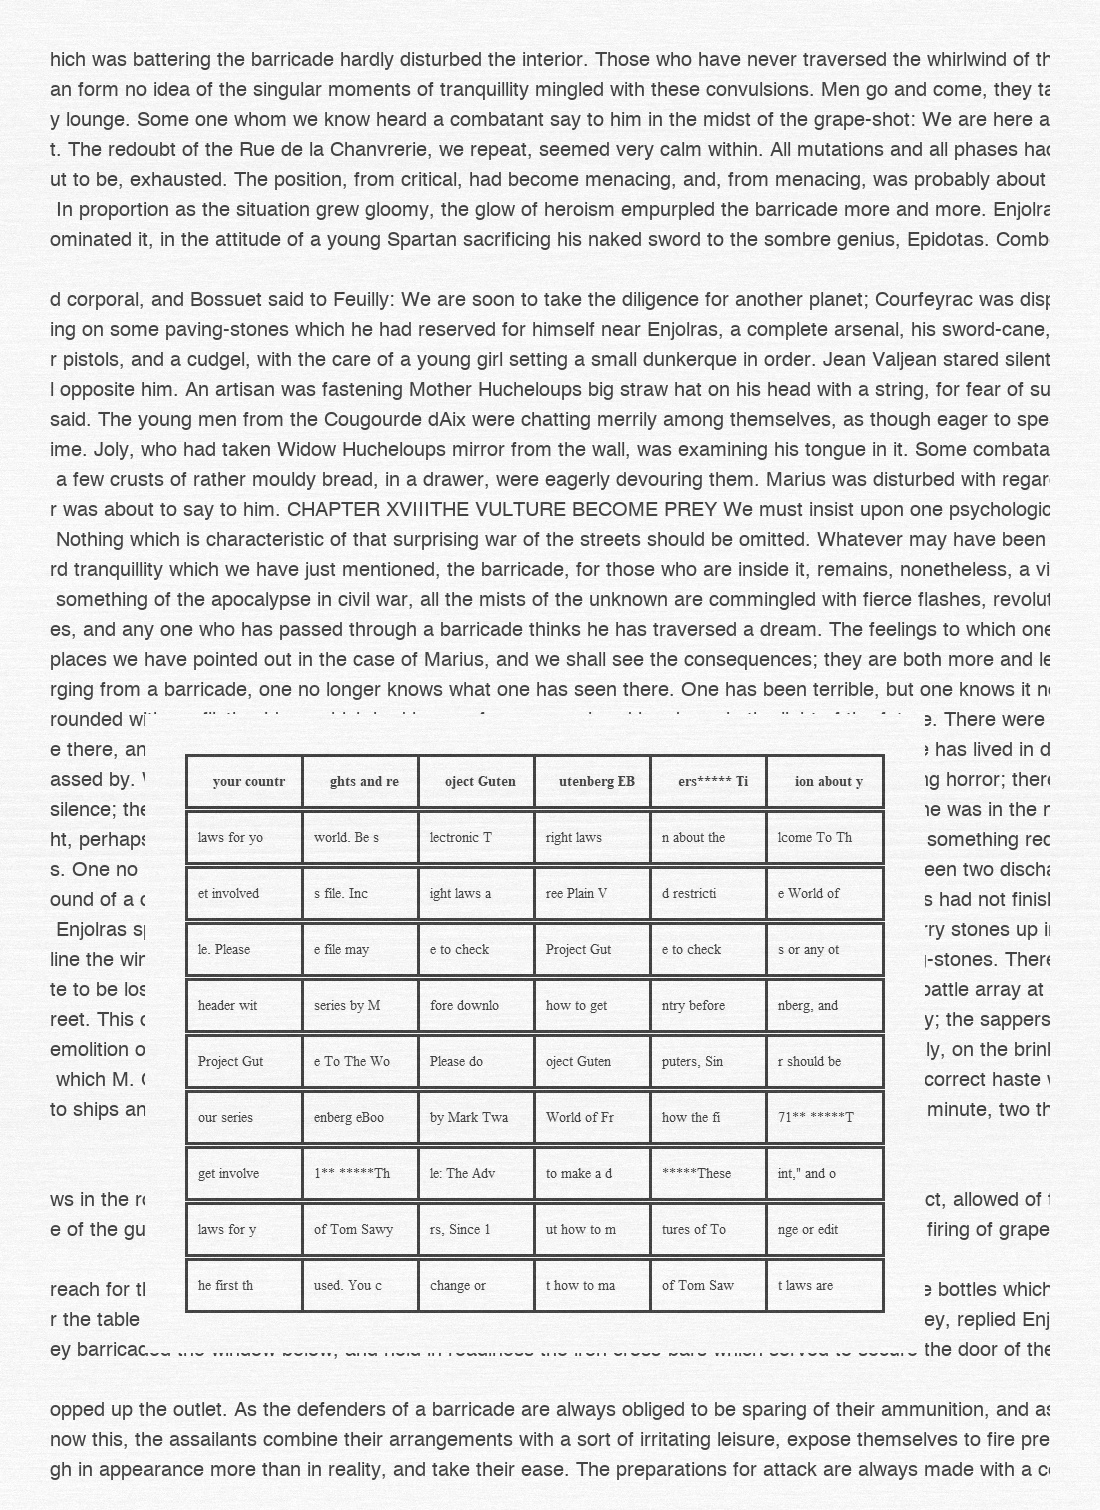 hich was battering the barricade hardly disturbed the interior. Those who have never traversed the whirlwind of th
an form no idea of the singular moments of tranquillity mingled with these convulsions. Men go and come, they ta
y lounge. Some one whom we know heard a combatant say to him in the midst of the grape-shot: We are here a
t. The redoubt of the Rue de la Chanvrerie, we repeat, seemed very calm within. All mutations and all phases had
ut to be, exhausted. The position, from critical, had become menacing, and, from menacing, was probably about
In proportion as the situation grew gloomy, the glow of heroism empurpled the barricade more and more. Enjolra
ominated it, in the attitude of a young Spartan sacrificing his naked sword to the sombre genius, Epidotas. Comb
d corporal, and Bossuet said to Feuilly: We are soon to take the diligence for another planet; Courfeyrac was disp
ing on some paving-stones which he had reserved for himself near Enjolras, a complete arsenal, his sword-cane,
r pistols, and a cudgel, with the care of a young girl setting a small dunkerque in order. Jean Valjean stared silent
l opposite him. An artisan was fastening Mother Hucheloups big straw hat on his head with a string, for fear of su
said. The young men from the Cougourde dAix were chatting merrily among themselves, as though eager to spe
ime. Joly, who had taken Widow Hucheloups mirror from the wall, was examining his tongue in it. Some combata
a few crusts of rather mouldy bread, in a drawer, were eagerly devouring them. Marius was disturbed with regar
r was about to say to him. CHAPTER XVIIITHE VULTURE BECOME PREY We must insist upon one psychologic
Nothing which is characteristic of that surprising war of the streets should be omitted. Whatever may have been
rd tranquillity which we have just mentioned, the barricade, for those who are inside it, remains, nonetheless, a vi
something of the apocalypse in civil war, all the mists of the unknown are commingled with fierce flashes, revolut
es, and any one who has passed through a barricade thinks he has traversed a dream. The feelings to which one
places we have pointed out in the case of Marius, and we shall see the consequences; they are both more and le
rging from a barricade, one no longer knows what one has seen there. One has been terrible, but one knows it no
rounded e. There were
e there, an has lived in d
assed by. ng horror; there
silence; the he was in the
ht, perhaps something red
s. One no een two discha
ound of a s had not finish
Enjolras sp rry stones up i
line the win -stones. There
te to be los battle array at
reet. This y; the sappers
emolition o ly, on the brink
which M. correct haste
to ships an minute, two th
ws in the ct, allowed of
e of the gu firing of grape
reach for th bottles which
r the table ey, replied Enj
ey barricaded the window below, and held in readiness the iron cross-bars which served to secure the door of the
opped up the outlet. As the defenders of a barricade are always obliged to be sparing of their ammunition, and as
now this, the assailants combine their arrangements with a sort of irritating leisure, expose themselves to fire pre
gh in appearance more than in reality, and take their ease. The preparations for attack are always made with a c
your countr ghts and re oject Guten utenberg EB ers***** Ti ion about y
laws for yo world. Be s lectronic T right laws n about the lcome To Th
et involved s file. Inc ight laws a ree Plain V d restricti e World of
le. Please e file may e to check Project Gut e to check s or any ot
header wit series by M fore downlo how to get ntry before nberg, and
Project Gut e To The Wo Please do oject Guten puters, Sin r should be
our series enberg eBoo by Mark Twa World of Fr how the fi 71** *****T
get involve 1** *****Th le: The Adv to make a d *****These int," and o
laws for y of Tom Sawy rs, Since 1 ut how to m tures of To nge or edit
he first th used. You c change or t how to ma of Tom Saw t laws are